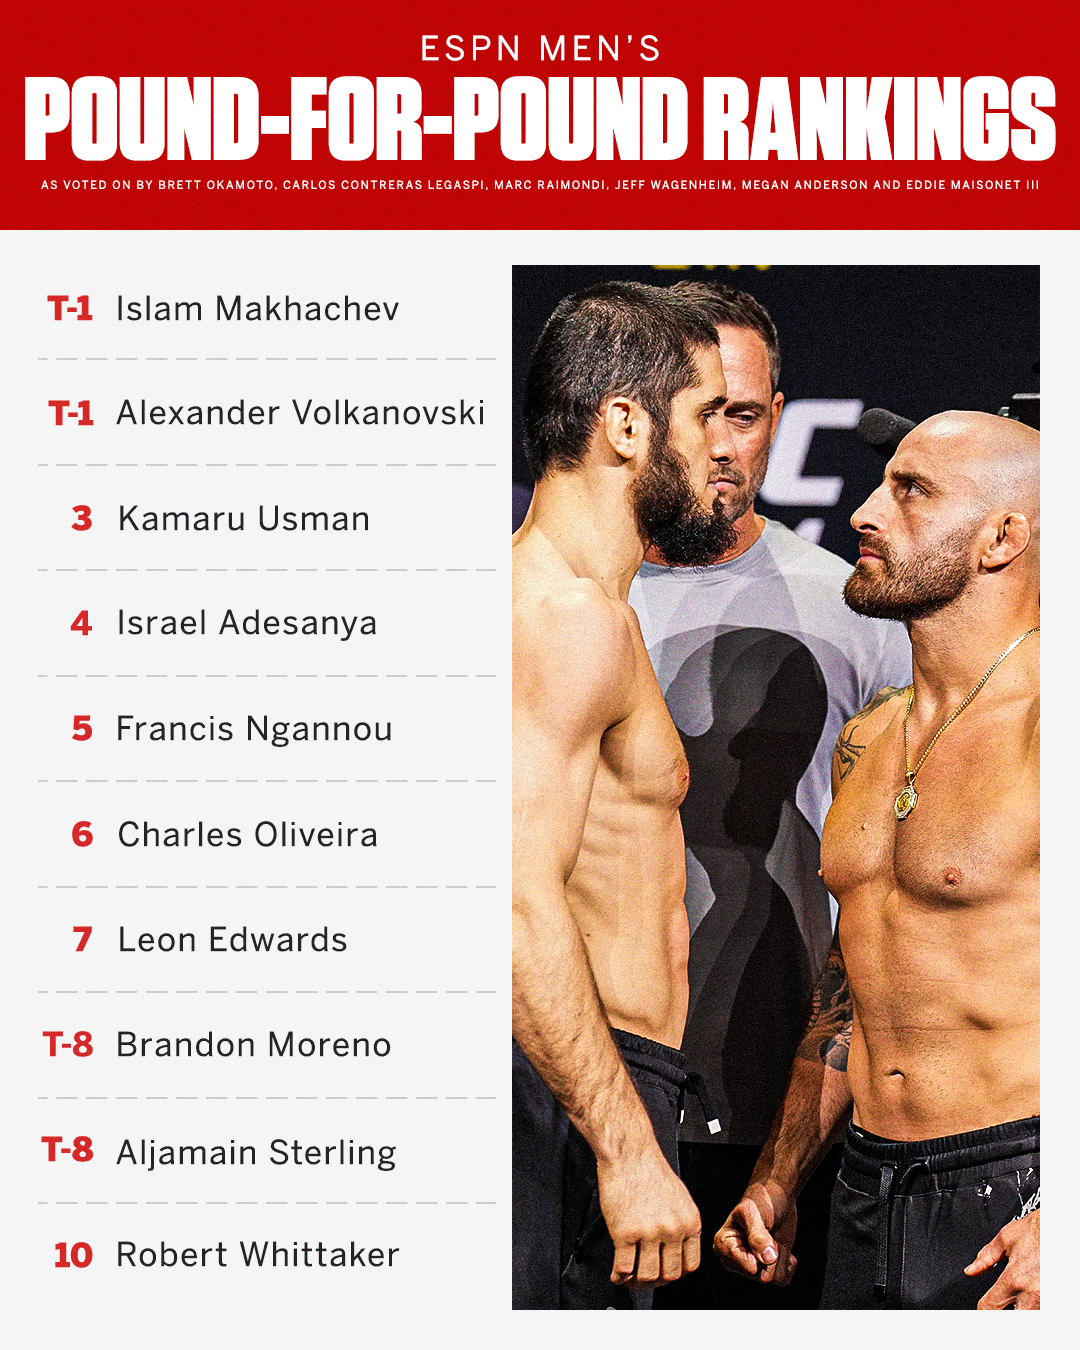 ESPN MEN'S
POUND-FOR-POUND RANKINGS
AS VOTED ON BY BRETT OKAMOTO, CARLOS CONTRERAS LEGASPI, MARC RAIMONDI, JEFF WAGENHEIM, MEGAN ANDERSON AND EDDIE MAISONET III
T-1 Islam Makhachev
T-1 Alexander Volkanovski
3 Kamaru Usman
4 Israel Adesanya
5 Francis Ngannou
6 Charles Oliveira
7 Leon Edwards
T-8 Brandon Moreno
T-8 Aljamain Sterling
10 Robert Whittaker
C